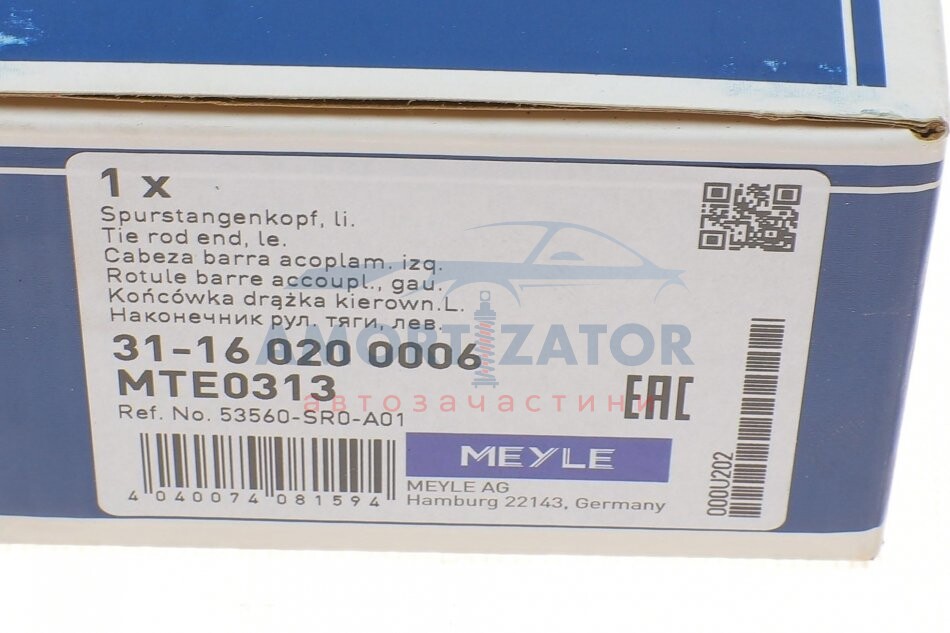 1 x
Spurstangenkopf, li.
Tie rod end, le.
Cabeza barra acoplam. izq.
Rotule barre accoupl., gau.
Końcówka drążka kierown.L.
Наконечник рул. тяги, лев.
31-16 020 0006
MTE0313
Ref. No. 53560-SR0-A01
4 040074 081594
MEYLE
MEYLE AG
Hamburg 22143, Germany
EAC
000U202
AMORTIZATOR
автозачастини